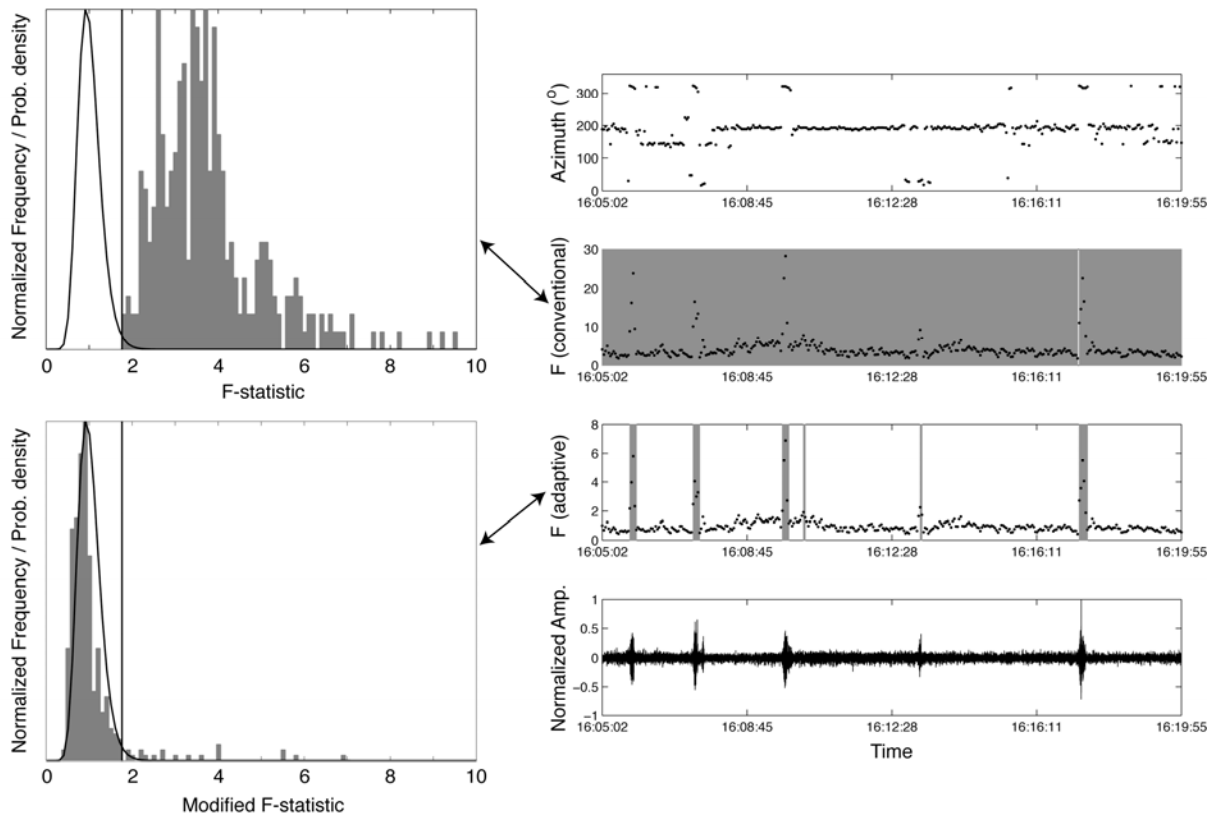 Normalized Frequency / Prob. density
0 2 4 6 8 10
F-statistic
Normalized Frequency / Prob. density
0 2 4 6 8 10
Modified F-statistic
Azimuth (o)
300
200
100
0
16:05:02 16:08:45 16:12:28 16:16:11 16:19:55
F (conventional)
30
20
10
0
16:05:02 16:08:45 16:12:28 16:16:11 16:19:55
F (adaptive)
8
6
4
2
0
16:05:02 16:08:45 16:12:28 16:16:11 16:19:55
Normalized Amp.
1
0.5
0
−0.5
−1
16:05:02 16:08:45 16:12:28 16:16:11 16:19:55
Time